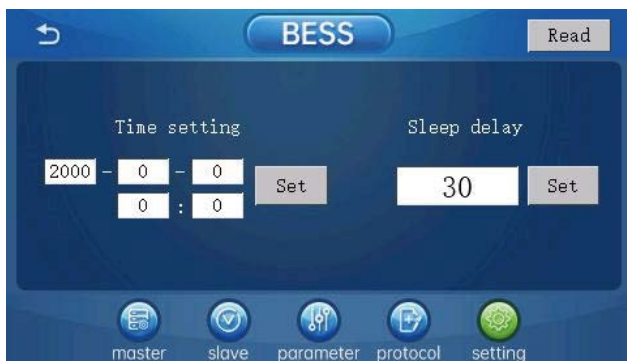 BESS
Read
Time setting
Sleep delay
2000 - 0 - 0
0 : 0
Set
30
Set
master slave parameter protocol setting